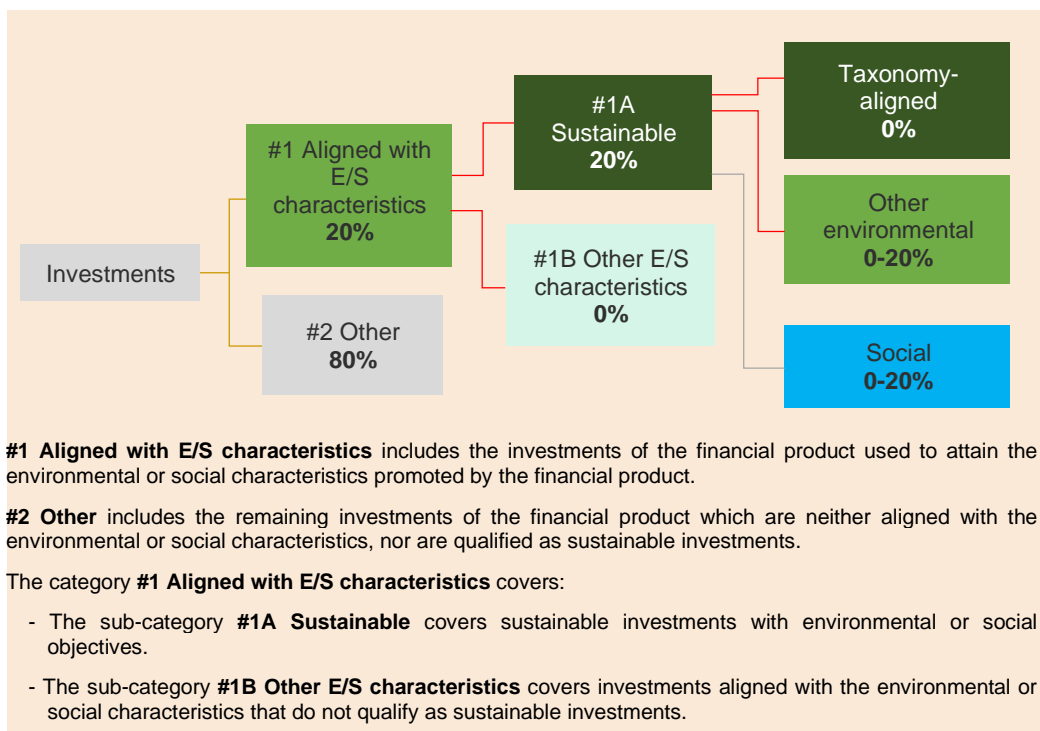 Investments
#1 Aligned with
E/S
characteristics
20%
#2 Other
80%
#1A
Sustainable
20%
#1B Other E/S
characteristics
0%
Taxonomy-
aligned
0%
Other
environmental
0-20%
Social
0-20%
#1 Aligned with E/S characteristics includes the investments of the financial product used to attain the
environmental or social characteristics promoted by the financial product.
#2 Other includes the remaining investments of the financial product which are neither aligned with the
environmental or social characteristics, nor are qualified as sustainable investments.
The category #1 Aligned with E/S characteristics covers:
- The sub-category #1A Sustainable covers sustainable investments with environmental or social
objectives.
- The sub-category #1B Other E/S characteristics covers investments aligned with the environmental or
social characteristics that do not qualify as sustainable investments.